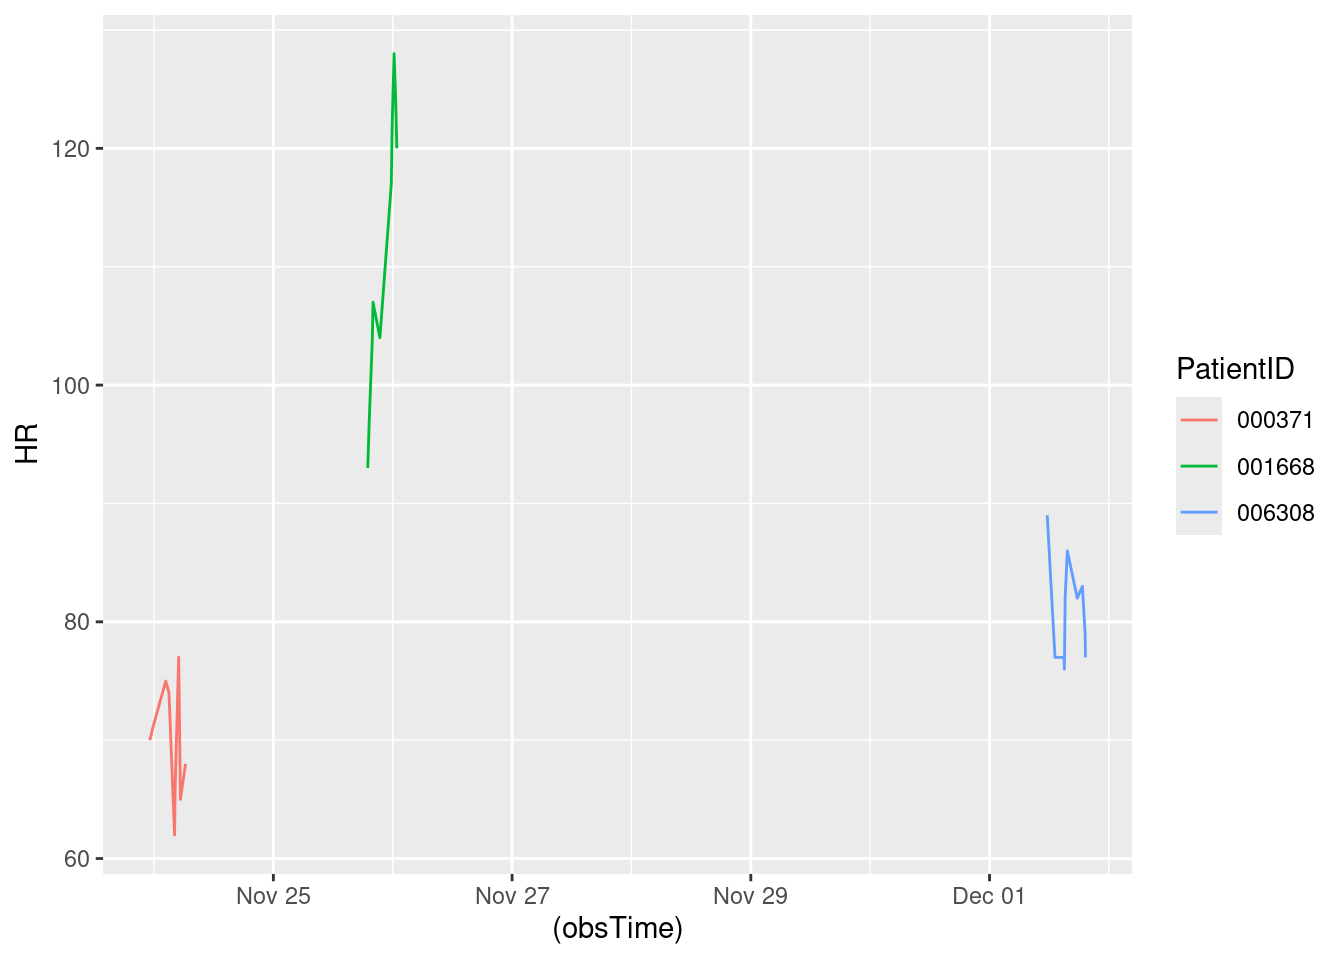 120
100
80
60
HR
Nov 25
Nov 27
Nov 29
Dec 01
(obsTime)
PatientID
000371
001668
006308